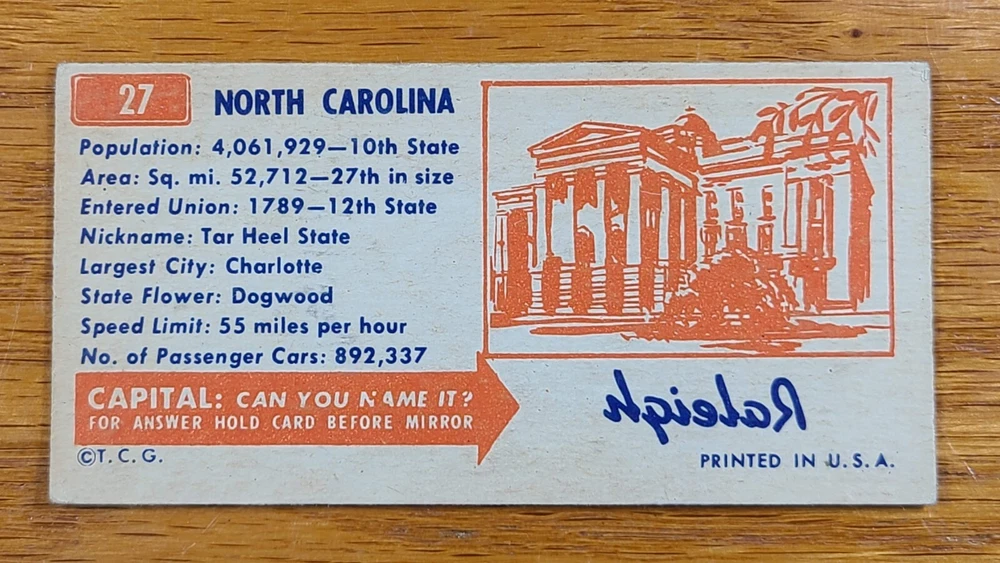 27
NORTH CAROLINA
Population: 4,061,929—10th State
Area: Sq. mi. 52,712—27th in size
Entered Union: 1789—12th State
Nickname: Tar Heel State
Largest City: Charlotte
State Flower: Dogwood
Speed Limit: 55 miles per hour
No. of Passenger Cars: 892,337
CAPITAL: CAN YOU NAME IT?
FOR ANSWER HOLD CARD BEFORE MIRROR
©T.C.G.
Raleigh
PRINTED IN U.S.A.